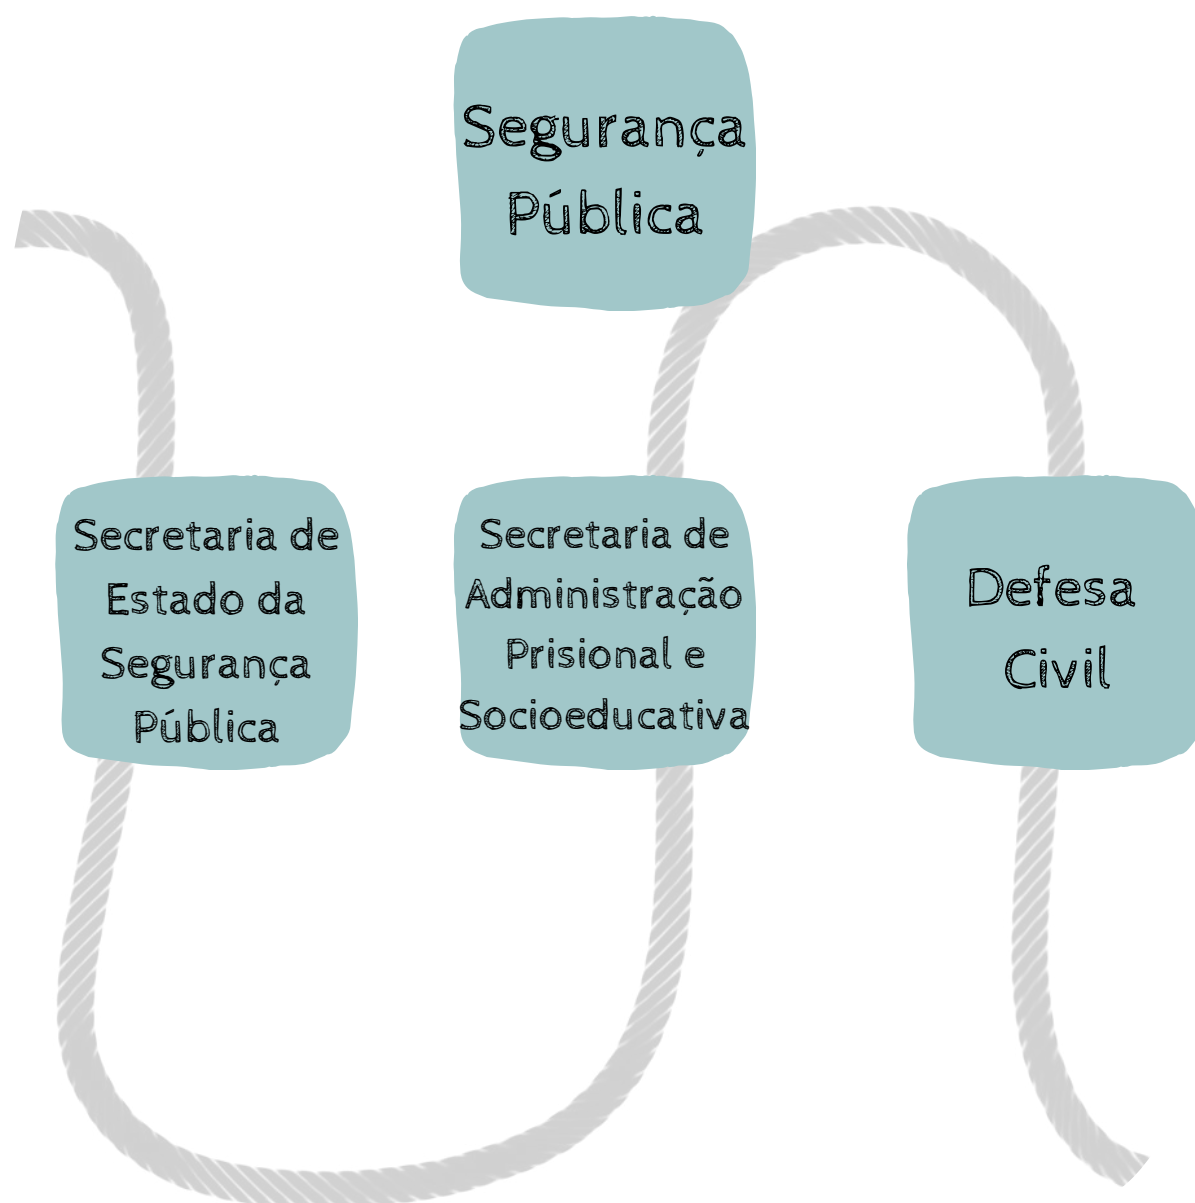 Segurança
Pública
Secretaria de
Estado da
Segurança
Pública
Secretaria de
Administração
Prisional e
Socioeducativa
Defesa
Civil